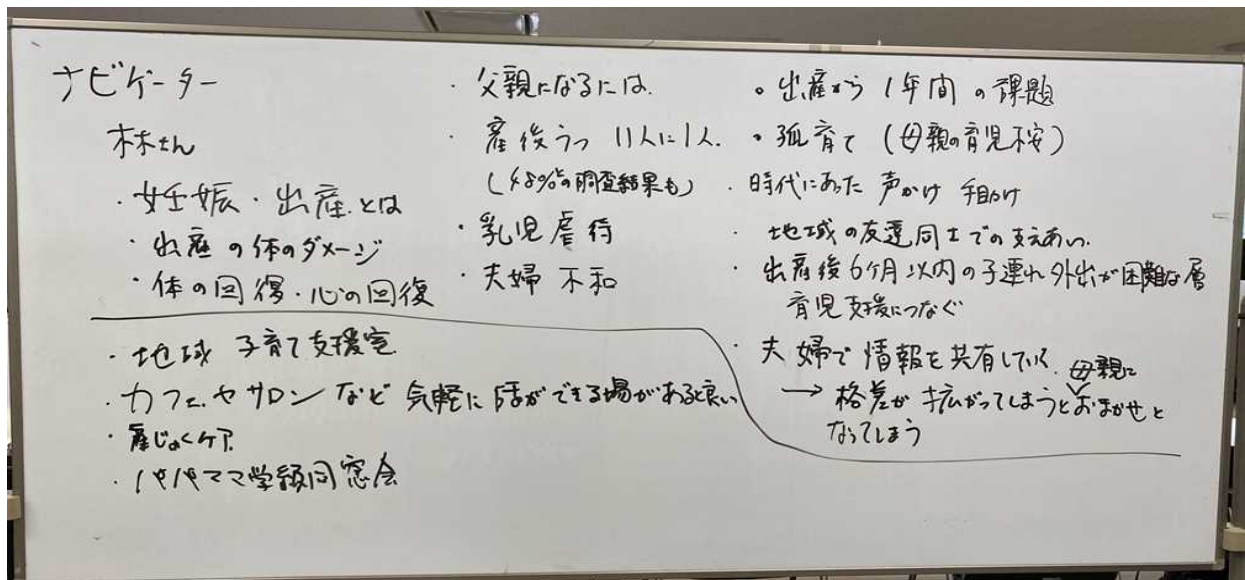 ナビゲーター
林さん
・妊娠・出産とは
・出産の体のダメージ
・体の回復・心の回復
・父親になるには.
・産後うつ 11人に1人.
(48%の調査結果も)
・乳児虐待
・夫婦不和
・出産から1年間の課題
・孤育て (母親の育児不安)
・時代にあった 声かけ 手助け
・地域の友達同士での支えあい.
・出産後6ヶ月以内の子連れ外出が困難な層
育児支援につなぐ
・夫婦で情報を共有していく.
→ 格差が拡がってしまうと母親におまかせと
なってしまう
・地域 子育て支援室
・カフェやサロンなど 気軽に話ができる場があると良い
・産じょくケア
・パパママ学級同窓会